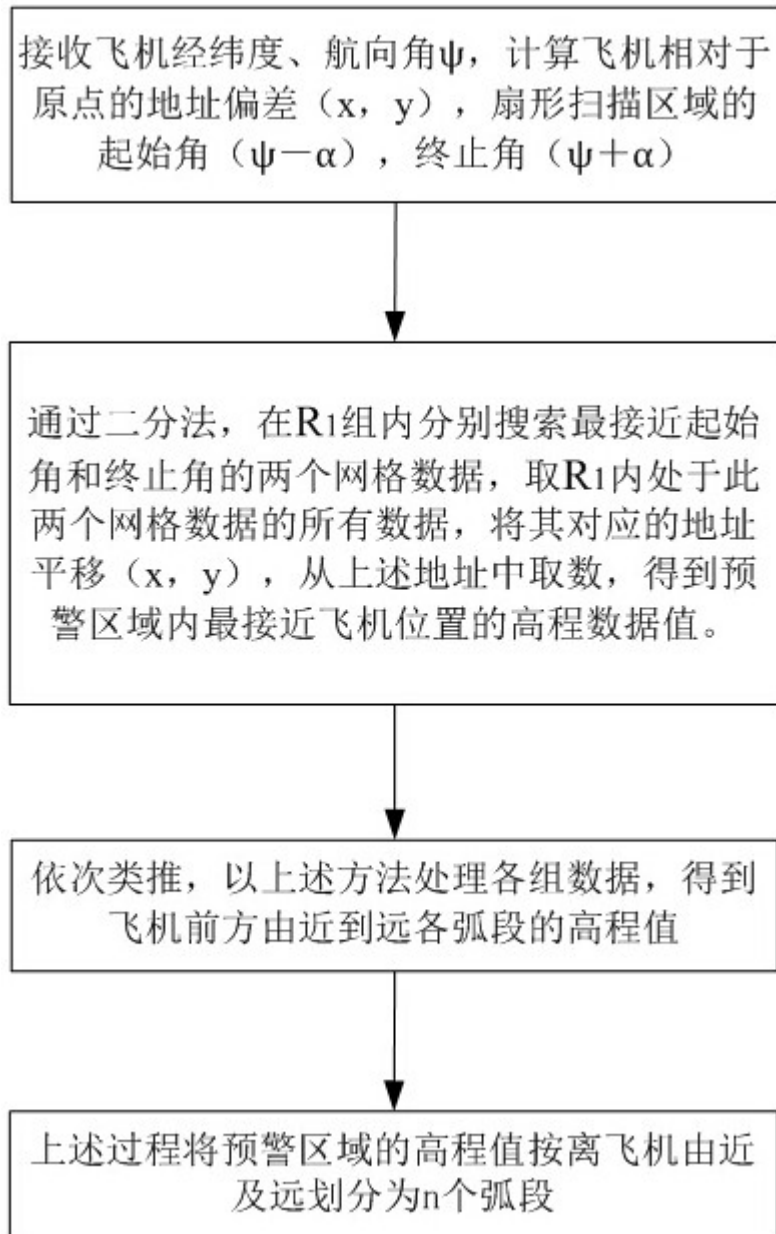 接收飞机经纬度、航向角ψ，计算飞机相对于
原点的地址偏差（x，y），扇形扫描区域的
起始角（ψ－α），终止角（ψ＋α）
通过二分法，在R1组内分别搜索最接近起始
角和终止角的两个网格数据，取R1内处于此
两个网格数据的所有数据，将其对应的地址
平移（x，y），从上述地址中取数，得到预
警区域内最接近飞机位置的高程数据值。
依次类推，以上述方法处理各组数据，得到
飞机前方由近到远各弧段的高程值
上述过程将预警区域的高程值按离飞机由近
及远划分为n个弧段